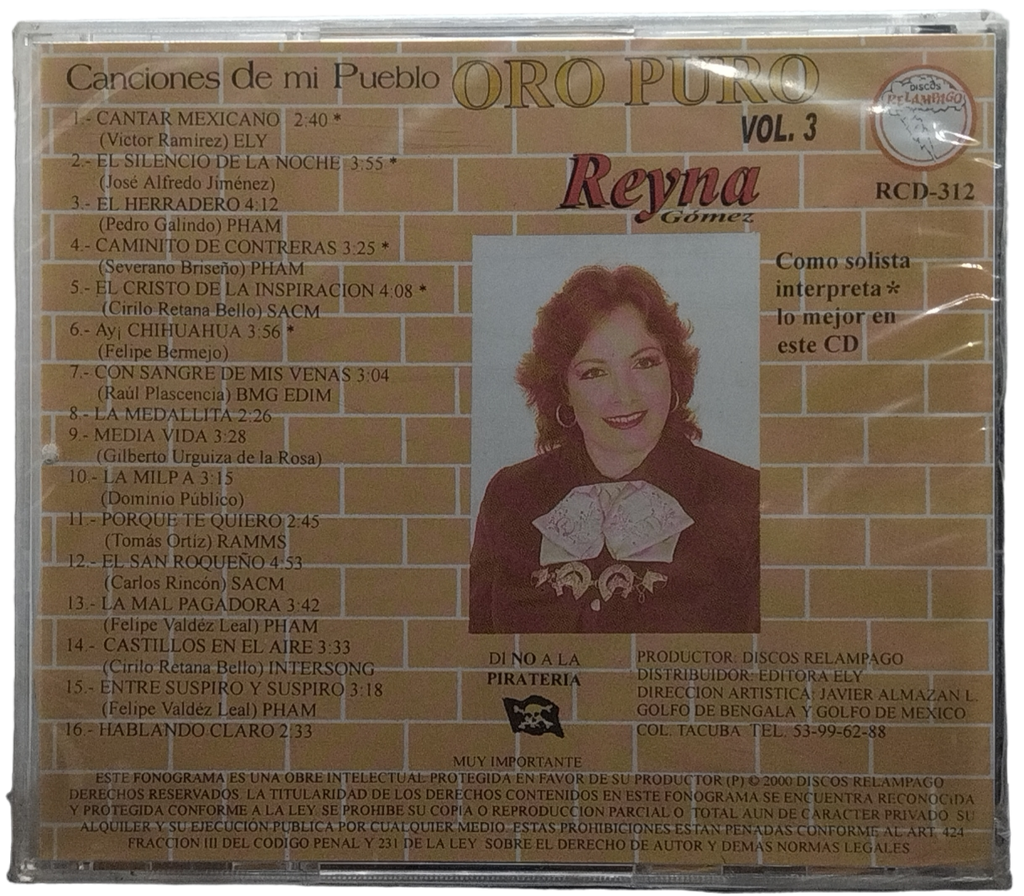 Canciones de mi Pueblo ORO PURO
VOL. 3
DISCOS
RELAMPAGO
RCD-312
Reyna
Gómez
1.- CANTAR MEXICANO 2:40 *
(Victor Ramirez) ELY
2.- EL SILENCIO DE LA NOCHE 3:55 *
(José Alfredo Jiménez)
3.- EL HERRADERO 4:12
(Pedro Galindo) PHAM
4.- CAMINITO DE CONTRERAS 3:25 *
(Severano Briseño) PHAM
5.- EL CRISTO DE LA INSPIRACION 4:08 *
(Cirilo Retana Bello) SACM
6.- Ay¡ CHIHUAHUA 3:56 *
(Felipe Bermejo)
7.- CON SANGRE DE MIS VENAS 3:04
(Raúl Plascencia) BMG EDIM
8.- LA MEDALLITA 2:26
9.- MEDIA VIDA 3:28
(Gilberto Urguiza de la Rosa)
10.- LA MILPA 3:15
(Dominio Público)
11.- PORQUE TE QUIERO 2:45
(Tomás Ortíz) RAMMS
12.- EL SAN ROQUEÑO 4:53
(Carlos Rincón) SACM
13.- LA MAL PAGADORA 3:42
(Felipe Valdéz Leal) PHAM
14.- CASTILLOS EN EL AIRE 3:33
(Cirilo Retana Bello) INTERSONG
15.- ENTRE SUSPIRO Y SUSPIRO 3:18
(Felipe Valdéz Leal) PHAM
16.- HABLANDO CLARO 2:33
Como solista
interpreta *
lo mejor en
este CD
DI NO A LA
PIRATERIA
PRODUCTOR: DISCOS RELAMPAGO
DISTRIBUIDOR: EDITORA ELY
DIRECCION ARTISTICA: JAVIER ALMAZAN L.
GOLFO DE BENGALA Y GOLFO DE MEXICO
COL. TACUBA TEL. 53-99-62-88
MUY IMPORTANTE
ESTE FONOGRAMA ES UNA OBRE INTELECTUAL PROTEGIDA EN FAVOR DE SU PRODUCTOR (P) © 2000 DISCOS RELAMPAGO
DERECHOS RESERVADOS. LA TITULARIDAD DE LOS DERECHOS CONTENIDOS EN ESTE FONOGRAMA SE ENCUENTRA RECONOCIDA
Y PROTEGIDA CONFORME A LA LEY SE PROHIBE SU COPIA O REPRODUCCION PARCIAL O TOTAL AUN DE CARACTER PRIVADO SU
ALQUILER Y SU EJECUCIÓN PUBLICA POR CUALQUIER MEDIO. ESTAS PROHIBICIONES ESTAN PENADAS CONFORME AL ART. 424
FRACCION III DEL CODIGO PENAL Y 231 DE LA LEY SOBRE EL DERECHO DE AUTOR Y DEMAS NORMAS LEGALES